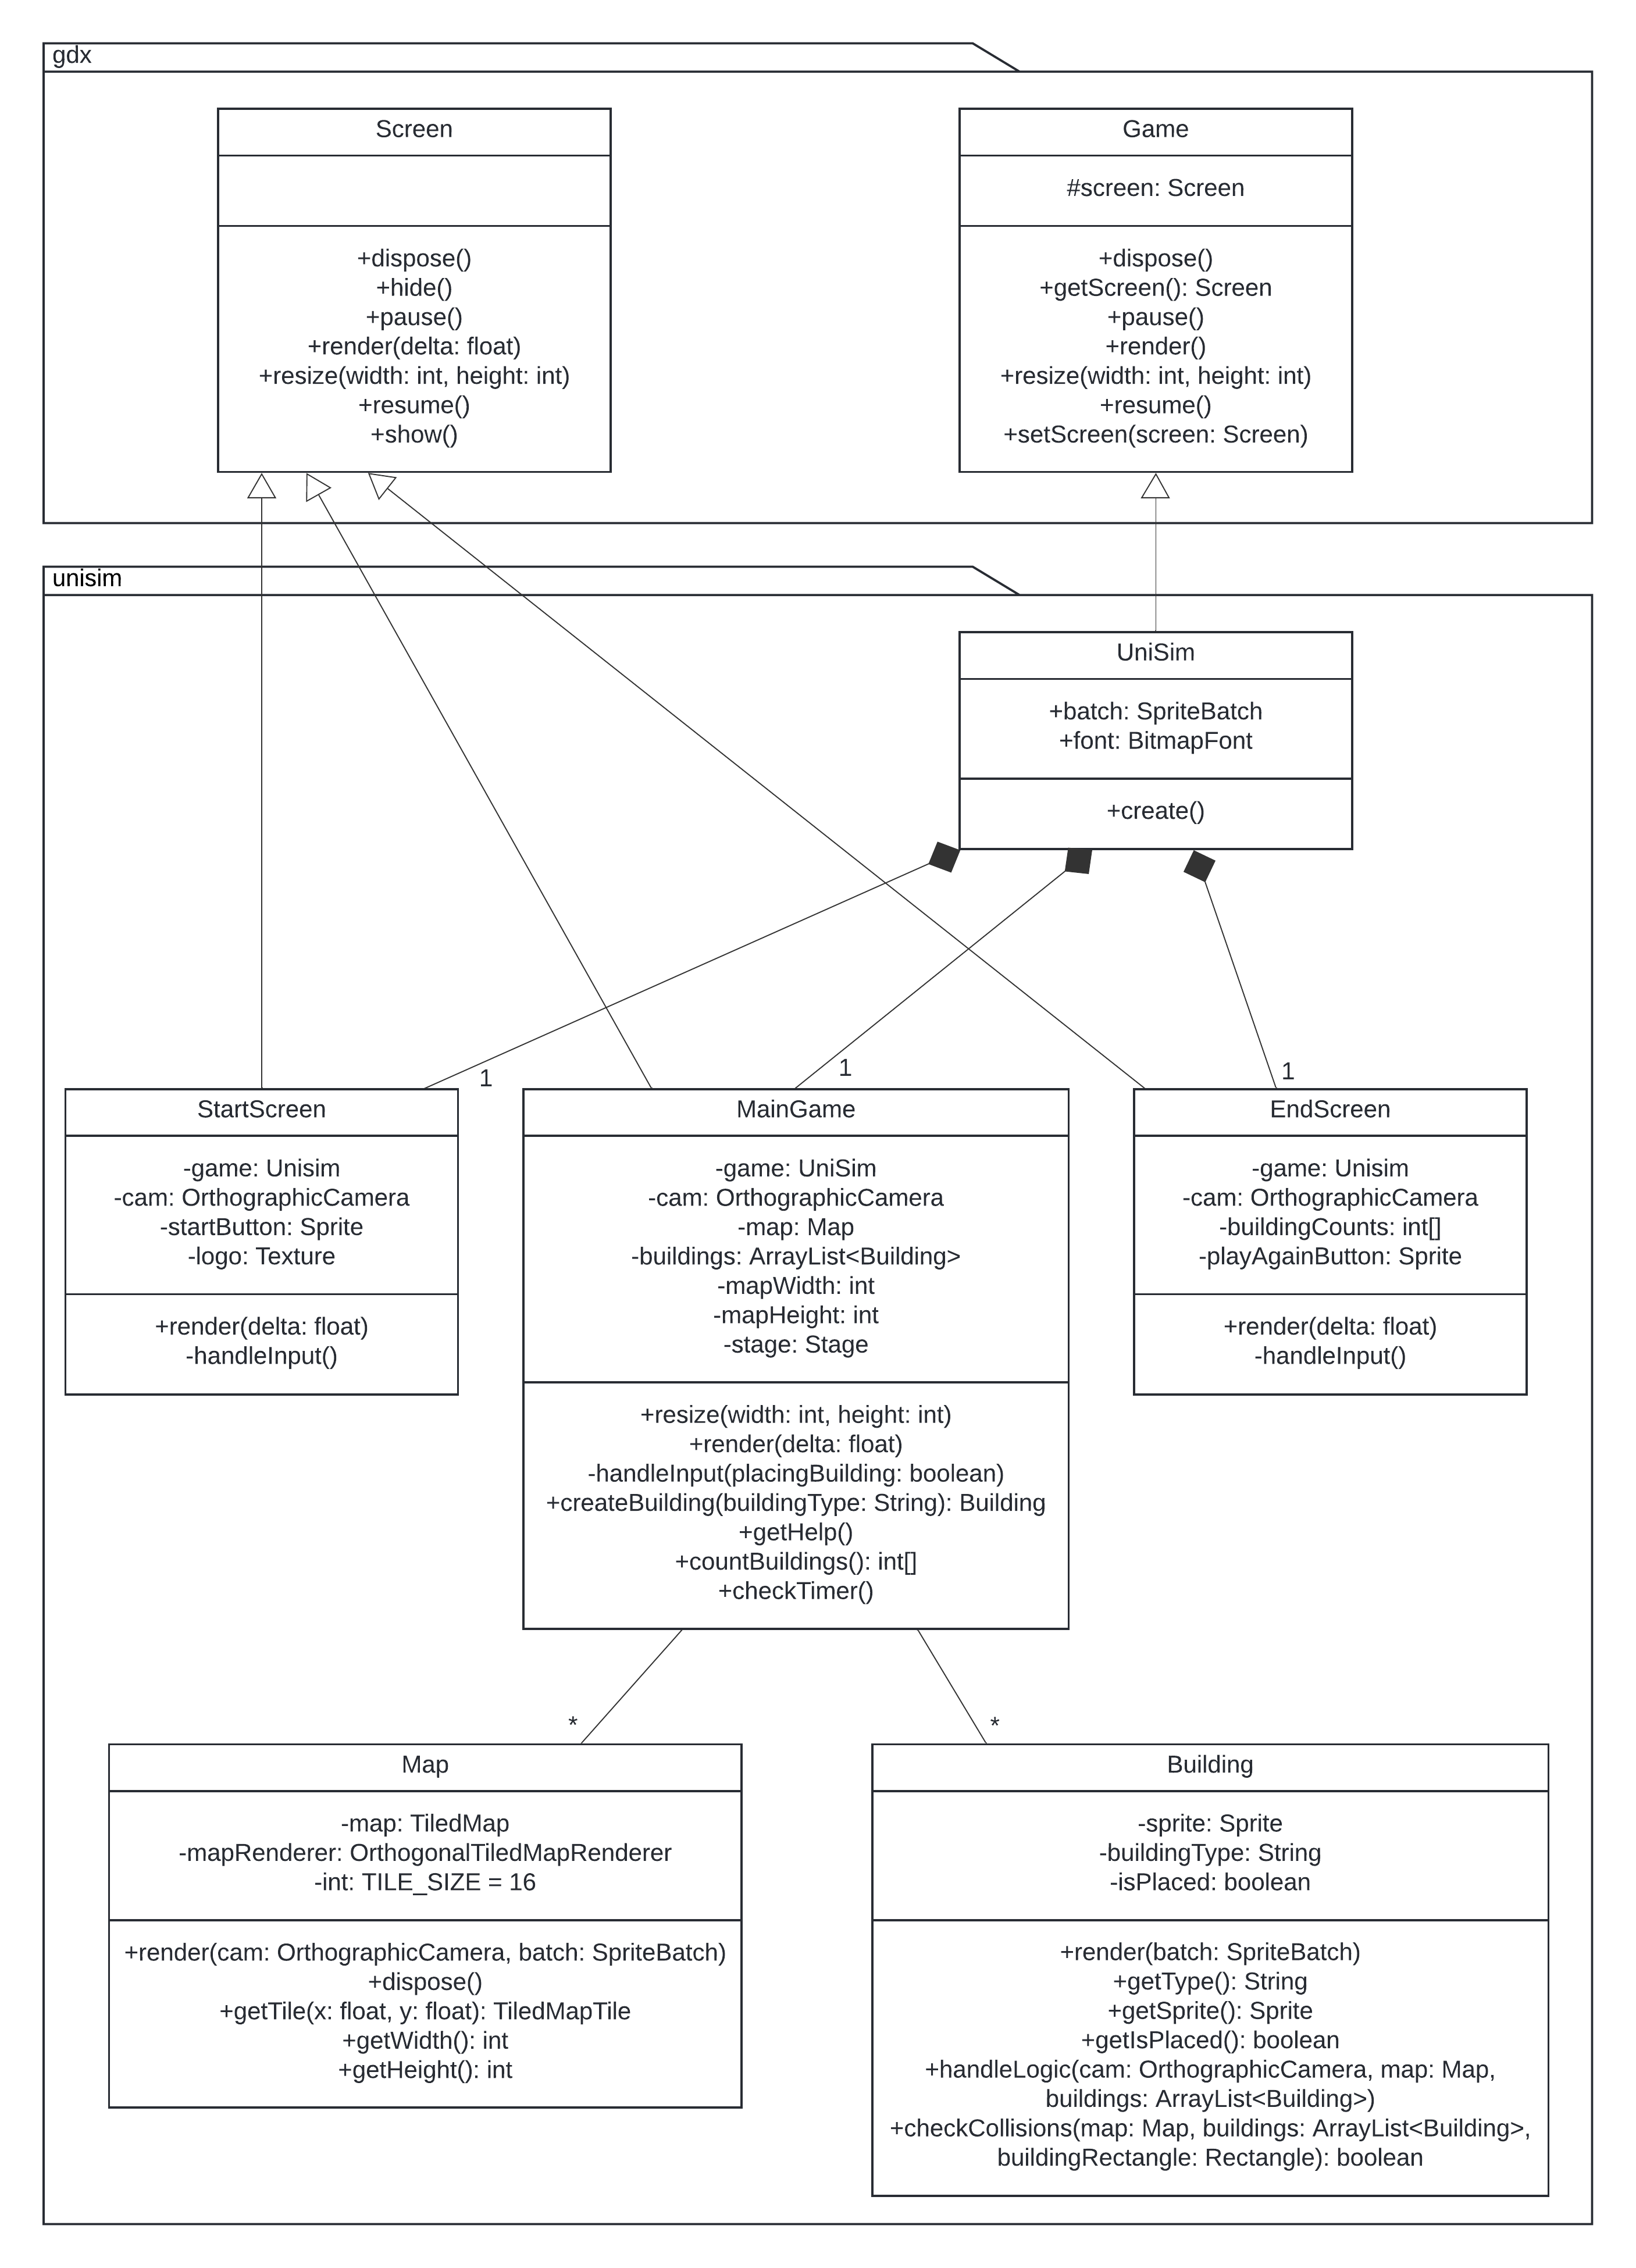 gdx
Screen
+dispose()
+hide()
+pause()
+render(delta: float)
+resize(width: int, height: int)
+resume()
+show()
Game
#screen: Screen
+dispose()
+getScreen(): Screen
+pause()
+render()
+resize(width: int, height: int)
+resume()
+setScreen(screen: Screen)
unisim
UniSim
+batch: SpriteBatch
+font: BitmapFont
+create()
1
1
1
StartScreen
-game: Unisim
-cam: OrthographicCamera
-startButton: Sprite
-logo: Texture
+render(delta: float)
-handleInput()
MainGame
-game: UniSim
-cam: OrthographicCamera
-map: Map
-buildings: ArrayList<Building>
-mapWidth: int
-mapHeight: int
-stage: Stage
+resize(width: int, height: int)
+render(delta: float)
-handleInput(placingBuilding: boolean)
+createBuilding(buildingType: String): Building
+getHelp()
+countBuildings(): int[]
+checkTimer()
EndScreen
-game: Unisim
-cam: OrthographicCamera
-buildingCounts: int[]
-playAgainButton: Sprite
+render(delta: float)
-handleInput()
*
*
Map
-map: TiledMap
-mapRenderer: OrthogonalTiledMapRenderer
-int: TILE_SIZE = 16
+render(cam: OrthographicCamera, batch: SpriteBatch)
+dispose()
+getTile(x: float, y: float): TiledMapTile
+getWidth(): int
+getHeight(): int
Building
-sprite: Sprite
-buildingType: String
-isPlaced: boolean
+render(batch: SpriteBatch)
+getType(): String
+getSprite(): Sprite
+getIsPlaced(): boolean
+handleLogic(cam: OrthographicCamera, map: Map,
buildings: ArrayList<Building>)
+checkCollisions(map: Map, buildings: ArrayList<Building>,
buildingRectangle: Rectangle): boolean